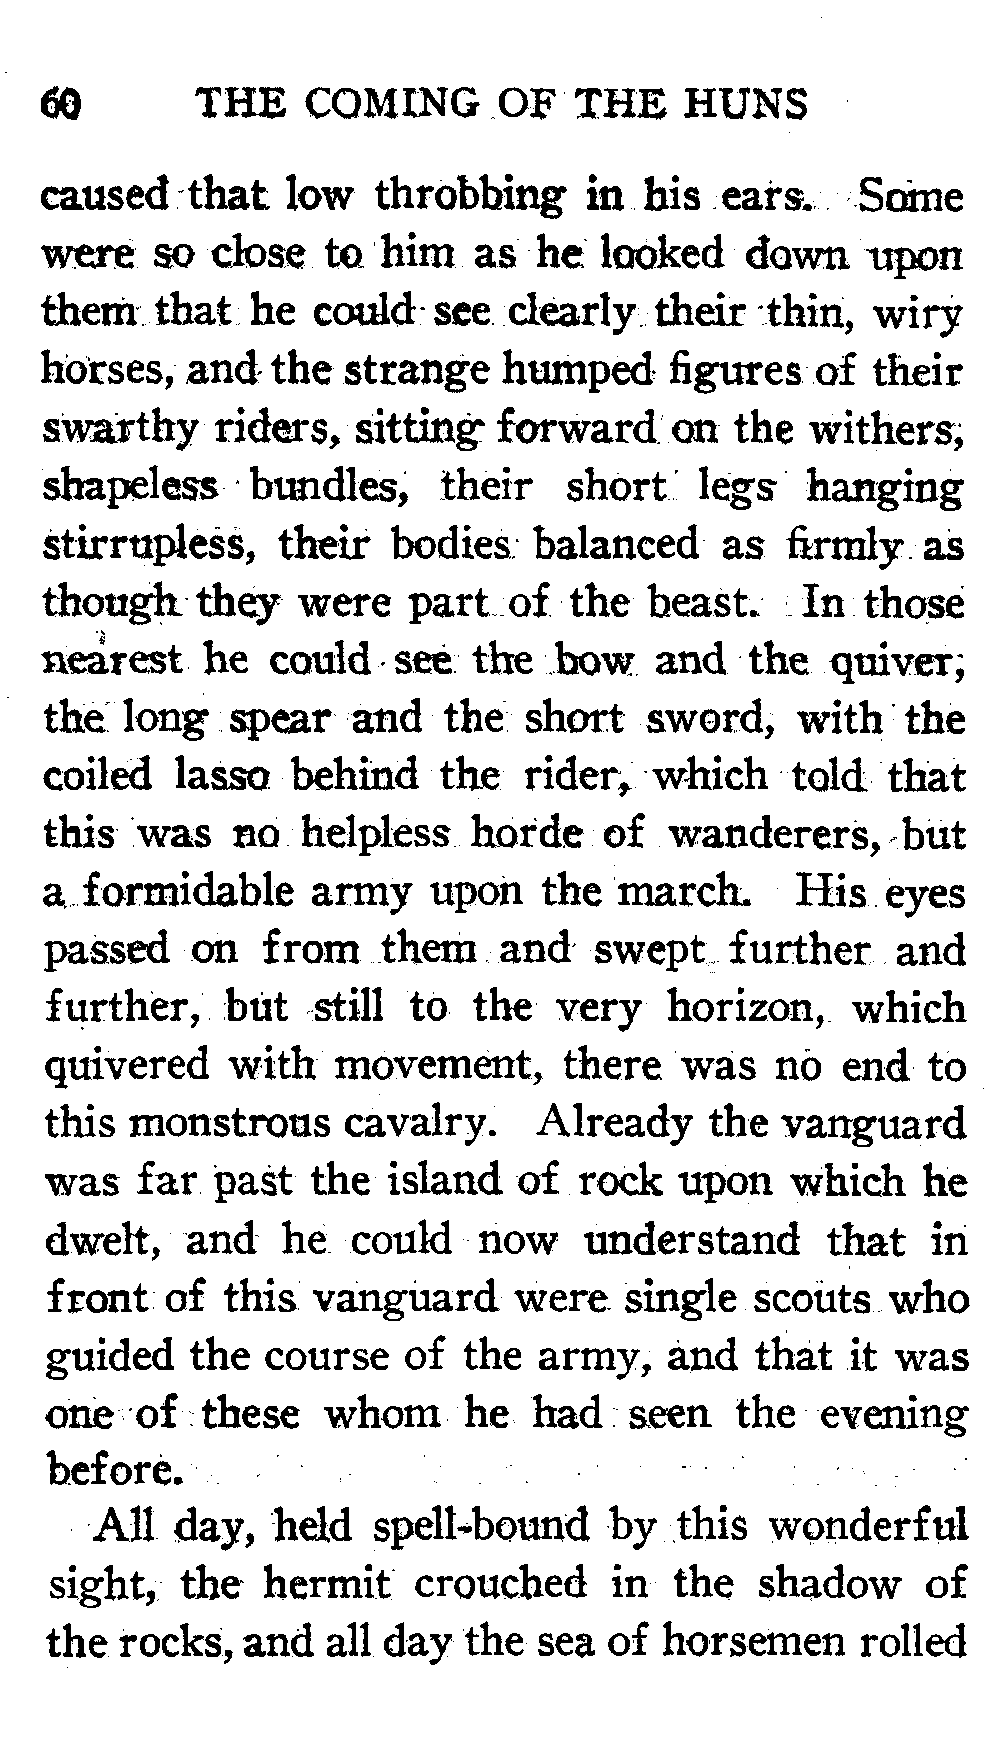 60 THE COMING OF THE HUNS
caused that low throbbing in his ears. Some
were so close to him as he looked down upon
them that he could see clearly their thin, wiry
horses, and the strange humped figures of their
swarthy riders, sitting forward on the withers,
shapeless bundles, their short legs hanging
stirrupless, their bodies balanced as firmly as
though they were part of the beast. In those
nearest he could see the bow and the quiver,
the long spear and the short sword, with the
coiled lasso behind the rider, which told that
this was no helpless horde of wanderers, but
a formidable army upon the march. His eyes
passed on from them and swept further and
further, but still to the very horizon, which
quivered with movement, there was no end to
this monstrous cavalry. Already the vanguard
was far past the island of rock upon which he
dwelt, and he could now understand that in
front of this vanguard were single scouts who
guided the course of the army, and that it was
one of these whom he had seen the evening
before.
All day, held spell-bound by this wonderful
sight, the hermit crouched in the shadow of
the rocks, and all day the sea of horsemen rolled